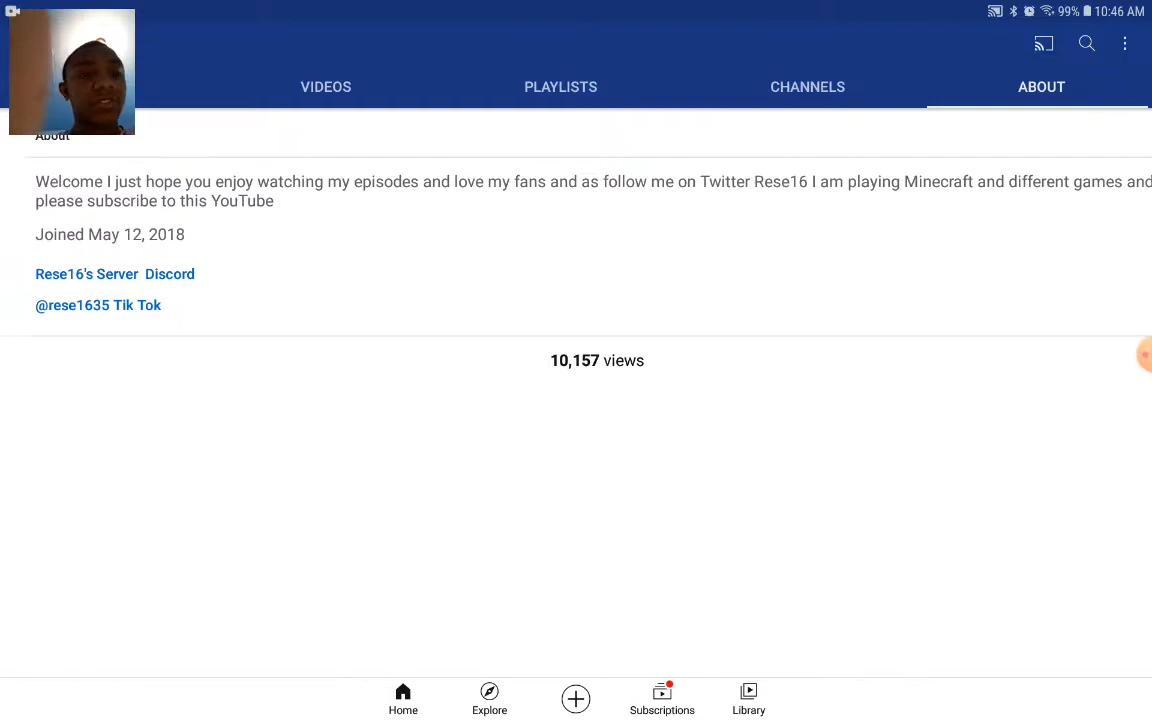 99% 10:46 AM
VIDEOS PLAYLISTS CHANNELS ABOUT
About
Welcome I just hope you enjoy watching my episodes and love my fans and as follow me on Twitter Rese16 I am playing Minecraft and different games and
please subscribe to this YouTube
Joined May 12, 2018
Rese16's Server Discord
@rese1635 Tik Tok
10,157 views
Home Explore Subscriptions Library